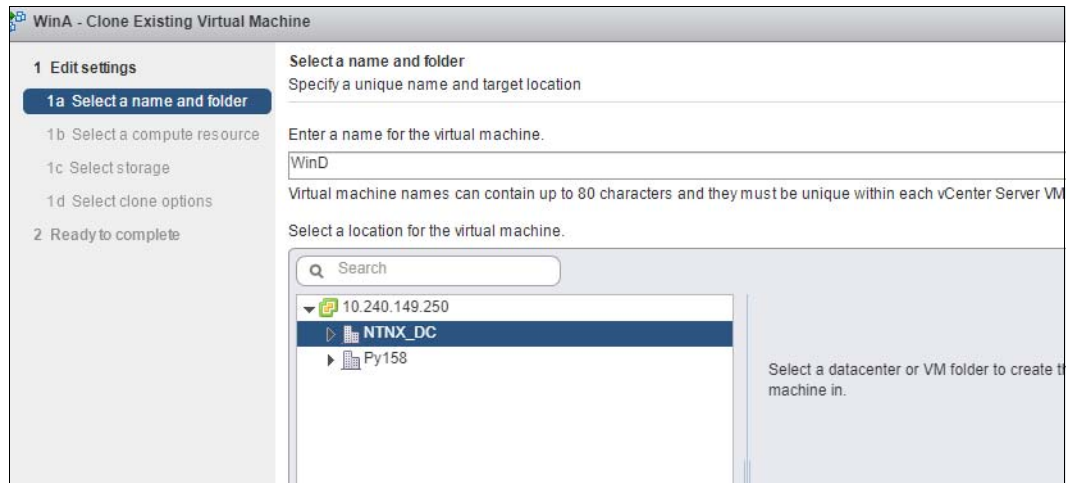 WinA - Clone Existing Virtual Machine
1 Edit settings
1a Select a name and folder
1b Select a compute resource
1c Select storage
1d Select clone options
2 Ready to complete
Select a name and folder
Specify a unique name and target location
Enter a name for the virtual machine.
WinD
Virtual machine names can contain up to 80 characters and they must be unique within each vCenter Server VM
Select a location for the virtual machine.
Search
10.240.149.250
NTNX_DC
Py158
Select a datacenter or VM folder to create
machine in.